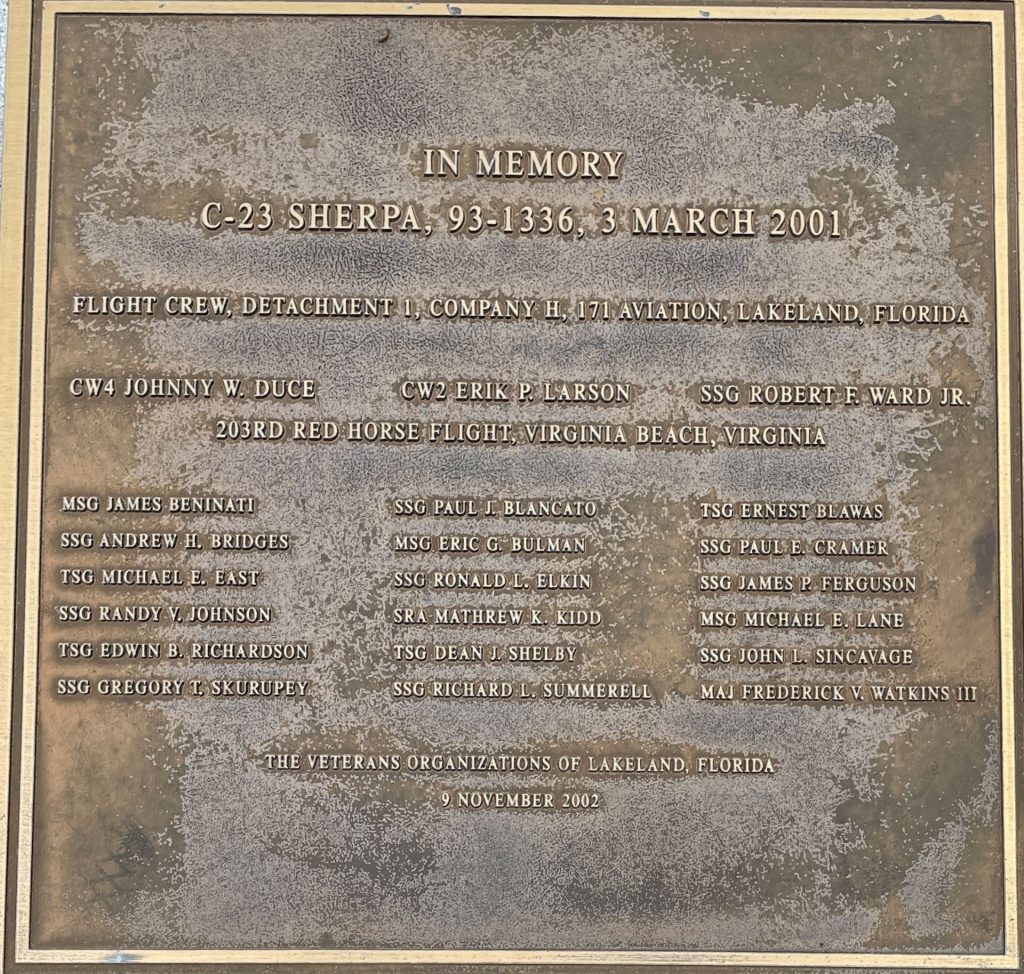 IN MEMORY
C-23 SHERPA, 93-1336, 3 MARCH 2001
FLIGHT CREW, DETACHMENT 1, COMPANY H, 171 AVIATION, LAKELAND, FLORIDA
CW4 JOHNNY W. DUCE CW2 ERIK P. LARSON SSG ROBERT F. WARD JR.
203RD RED HORSE FLIGHT, VIRGINIA BEACH, VIRGINIA
MSG JAMES BENINATI SSG PAUL J. BLANCATO TSG ERNEST BLAWAS
SSG ANDREW H. BRIDGES MSG ERIC G. BULMAN SSG PAUL E. CRAMER
TSG MICHAEL E. EAST SSG RONALD L. ELKIN SSG JAMES P. FERGUSON
SSG RANDY V. JOHNSON SRA MATHREW K. KIDD MSG MICHAEL E. LANE
TSG EDWIN B. RICHARDSON TSG DEAN J. SHELBY SSG JOHN L. SINCAVAGE
SSG GREGORY T. SKURUPEY SSG RICHARD L. SUMMERELL MAJ FREDERICK V. WATKINS III
THE VETERANS ORGANIZATIONS OF LAKELAND, FLORIDA
9 NOVEMBER 2002